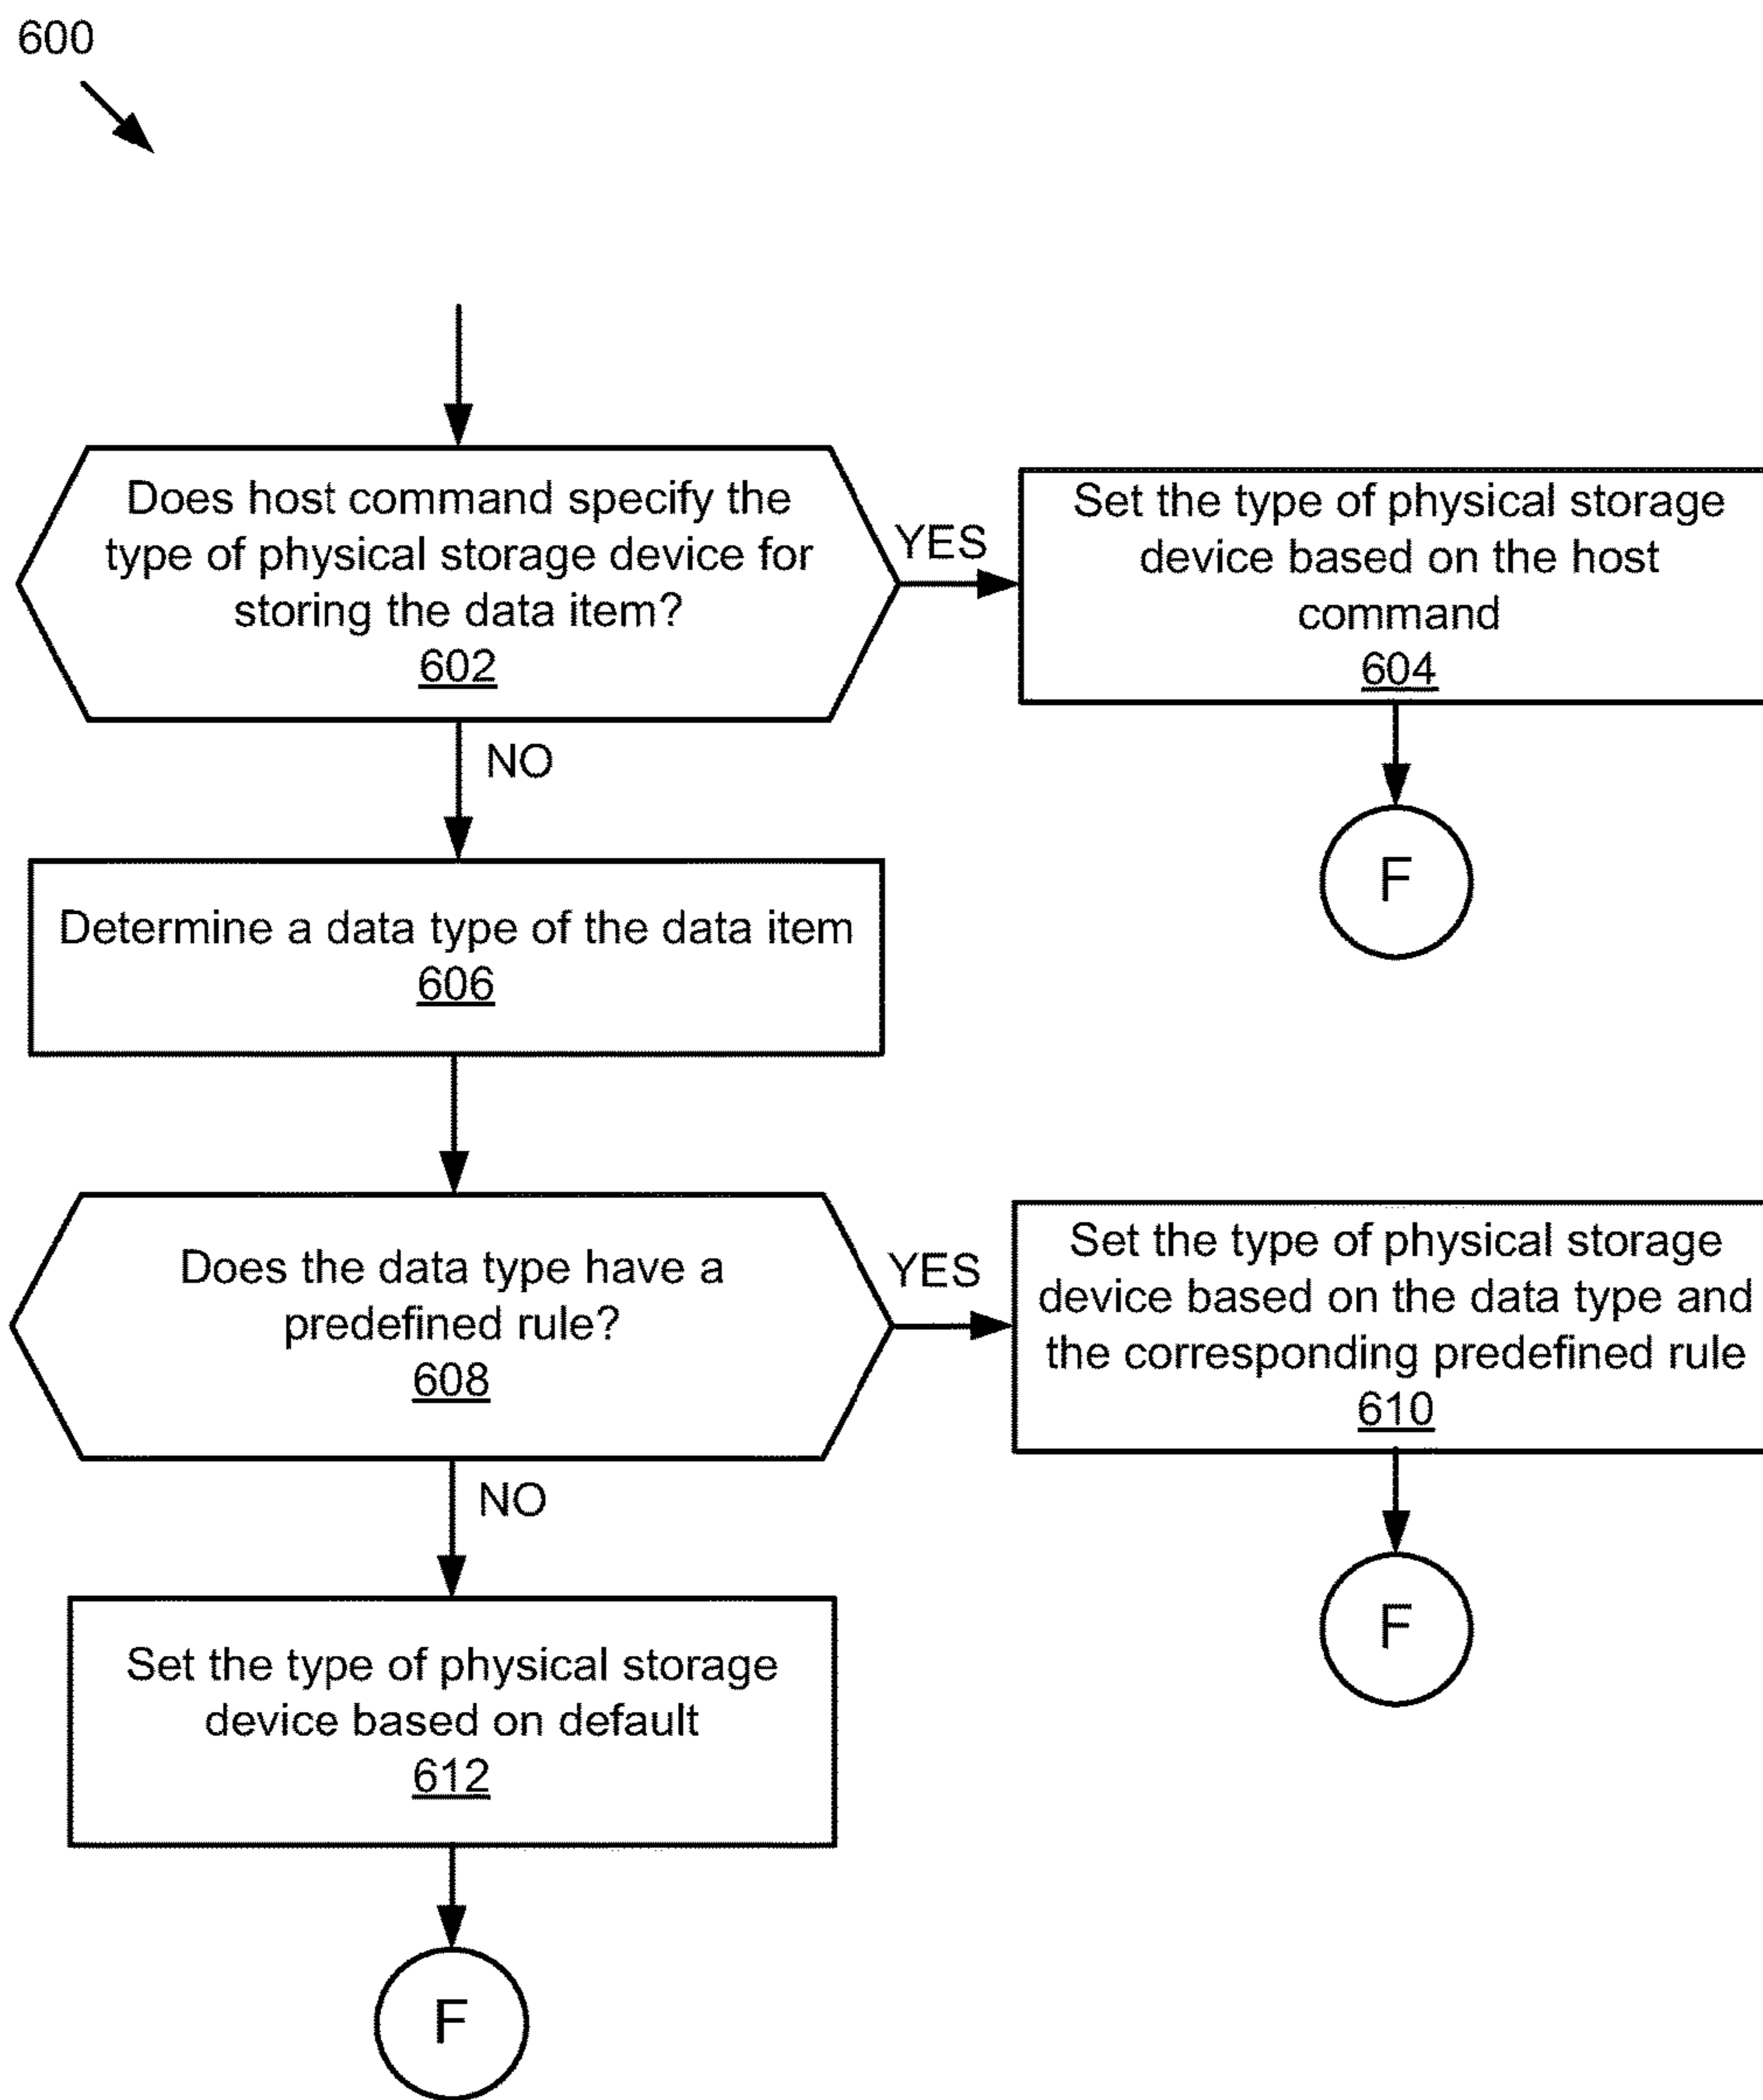 600
Does host command specify the
type of physical storage device for
storing the data item?
602
YES
Set the type of physical storage
device based on the host
command
604
NO
F
Determine a data type of the data item
606
Does the data type have a
predefined rule?
608
YES
Set the type of physical storage
device based on the data type and
the corresponding predefined rule
610
NO
F
Set the type of physical storage
device based on default
612
F